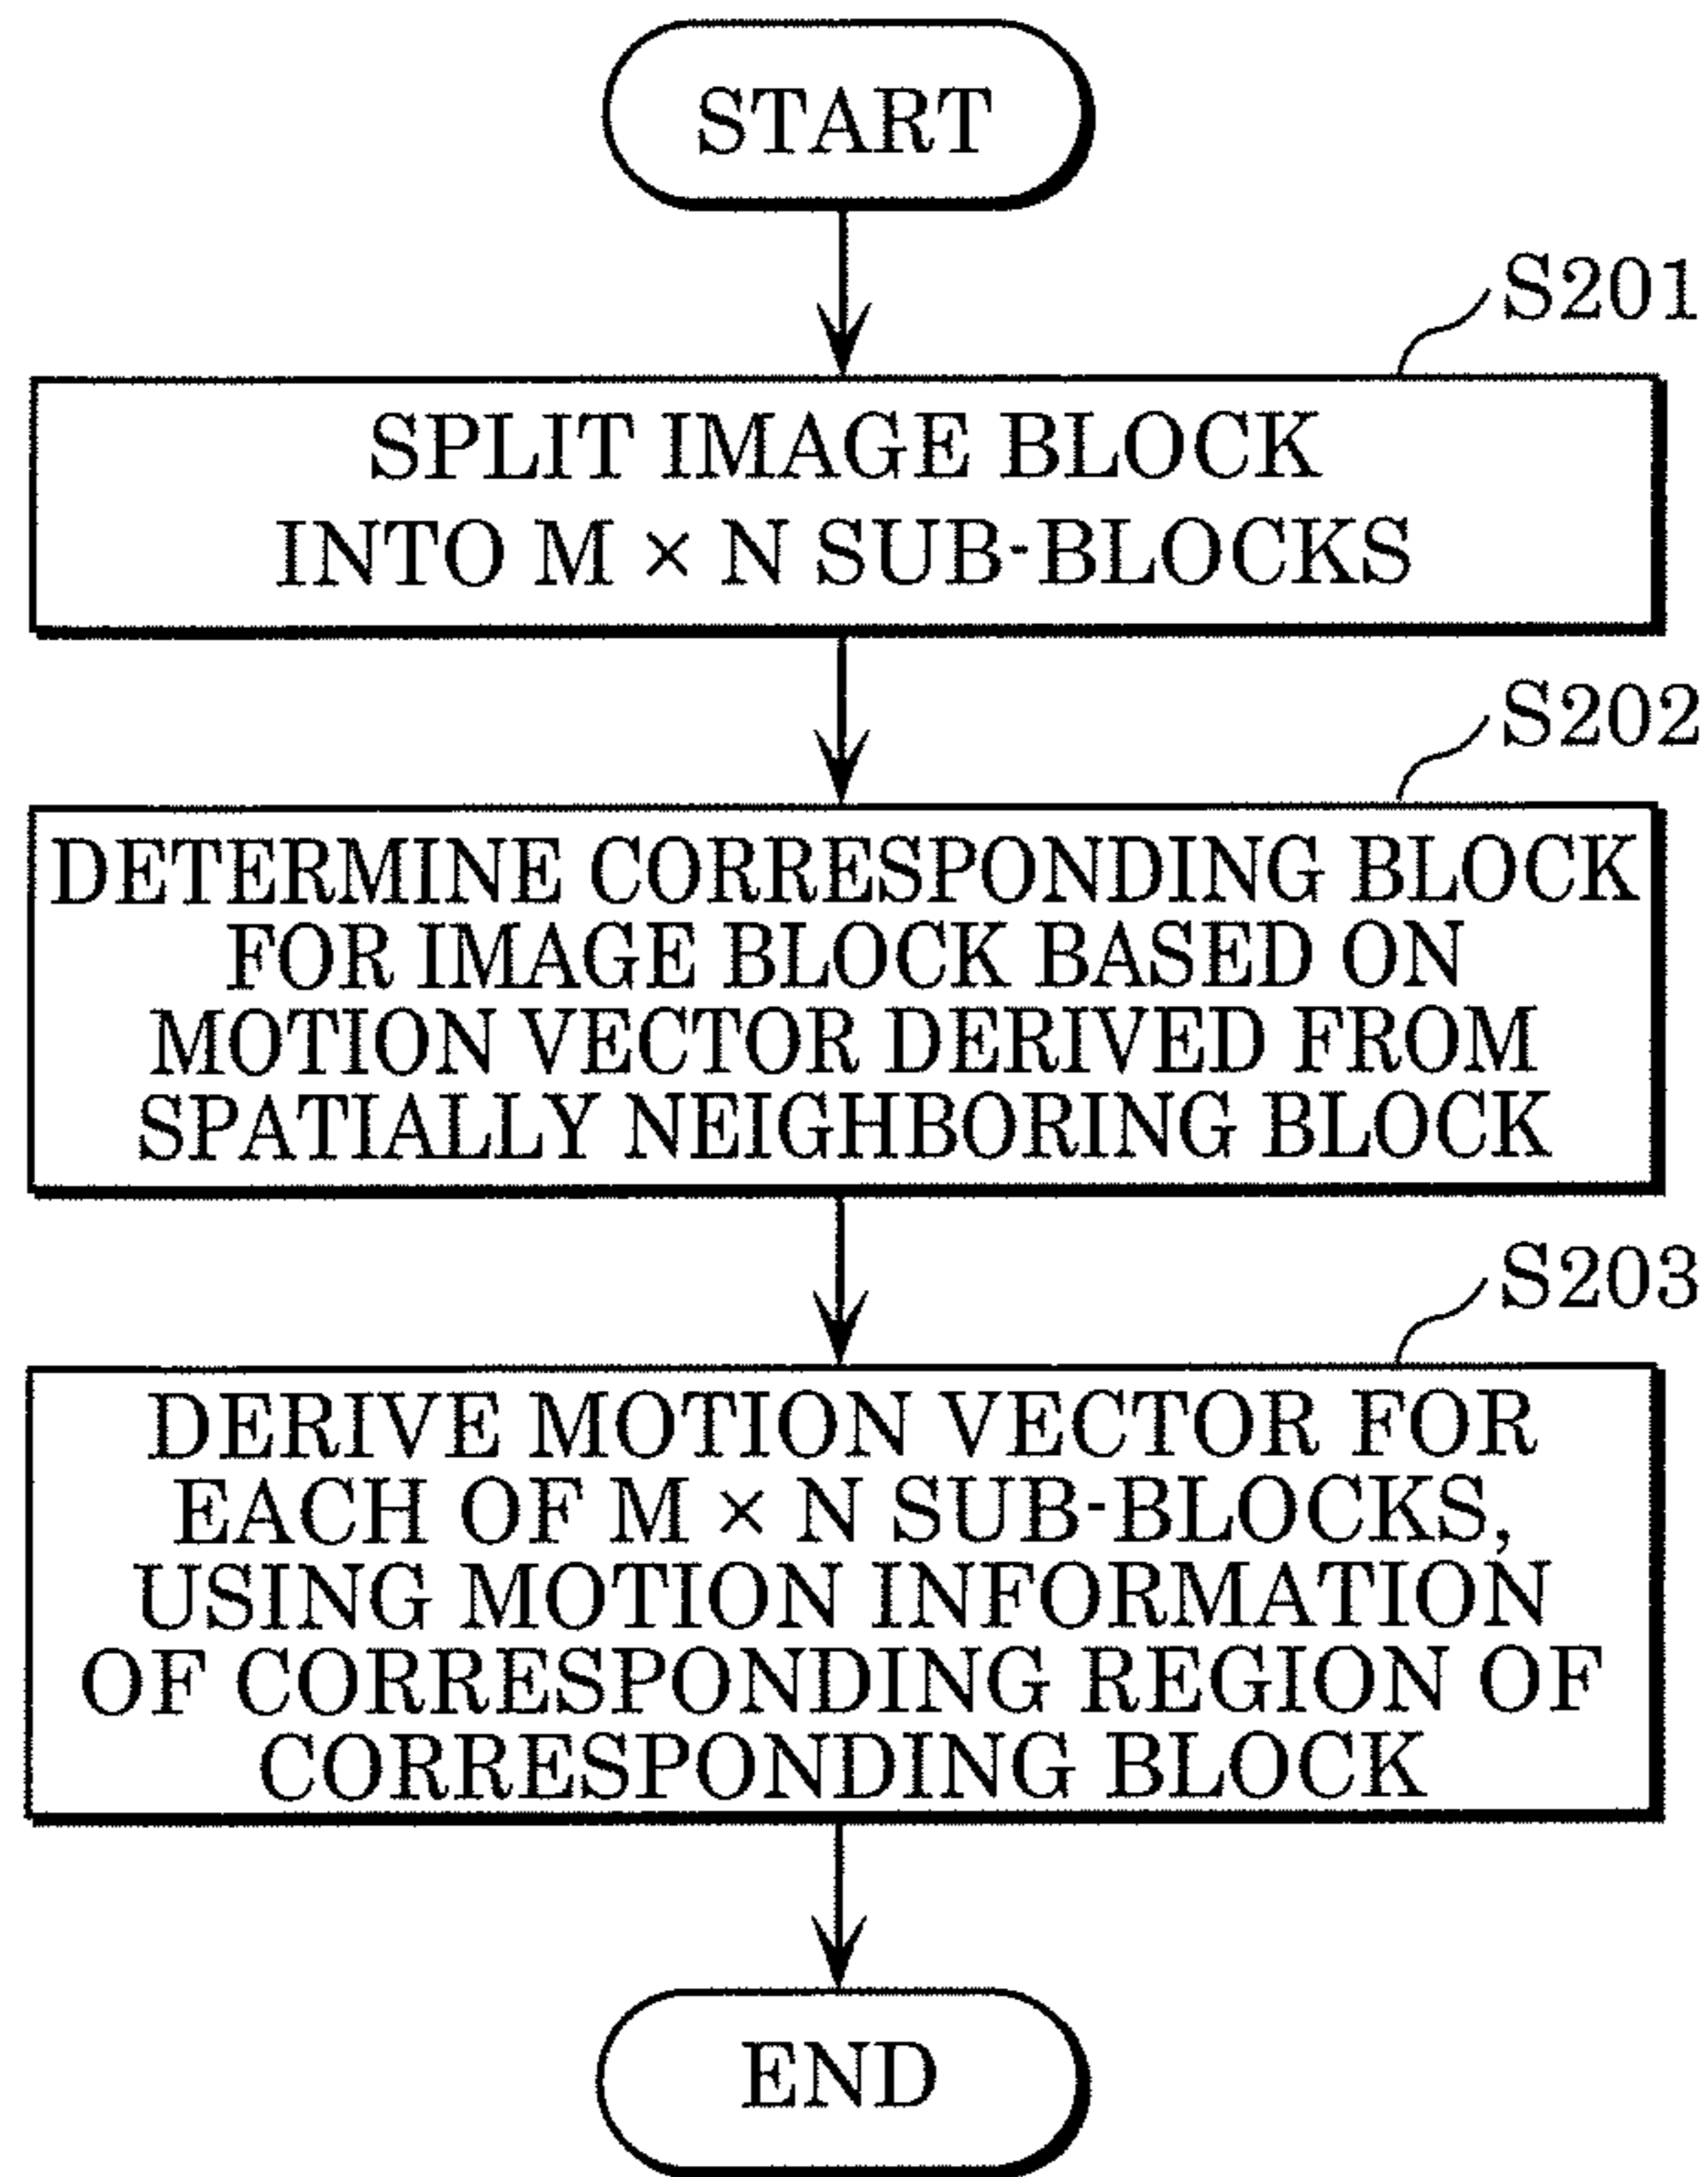 START
S201
SPLIT IMAGE BLOCK
INTO M × N SUB-BLOCKS
S202
DETERMINE CORRESPONDING BLOCK
FOR IMAGE BLOCK BASED ON
MOTION VECTOR DERIVED FROM
SPATIALLY NEIGHBORING BLOCK
S203
DERIVE MOTION VECTOR FOR
EACH OF M × N SUB-BLOCKS,
USING MOTION INFORMATION
OF CORRESPONDING REGION OF
CORRESPONDING BLOCK
END